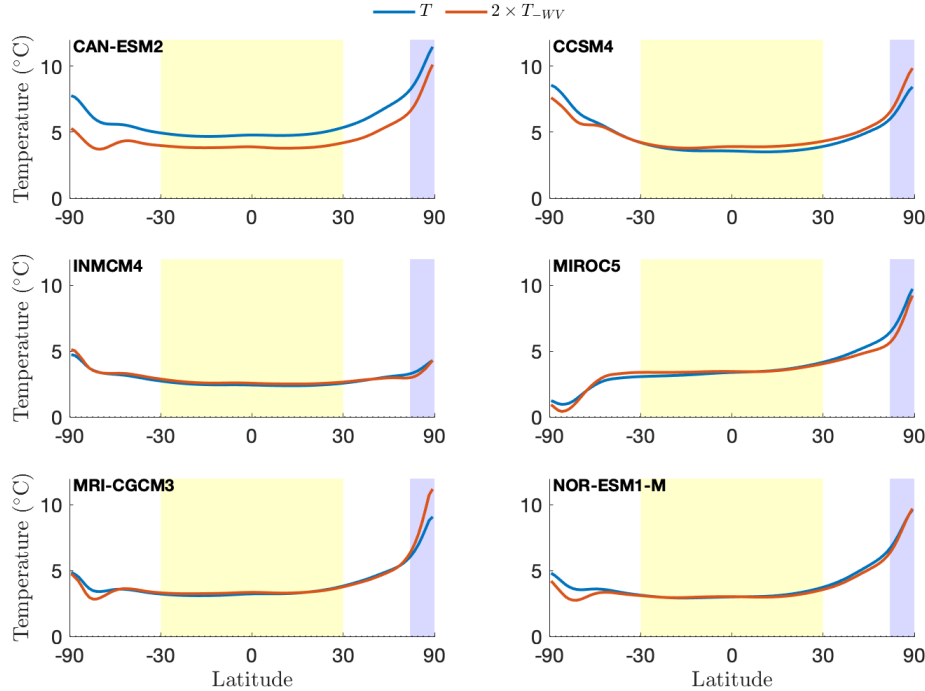 T 2 × T_{-WV}
CAN-ESM2
CCSM4
Temperature (°C)
Temperature (°C)
10
5
0
10
5
0
-90 -30 0 30 90
-90 -30 0 30 90
INMCM4
MIROC5
Temperature (°C)
10
5
0
10
5
0
-90 -30 0 30 90
-90 -30 0 30 90
MRI-CGCM3
NOR-ESM1-M
Temperature (°C)
10
5
0
10
5
0
-90 -30 0 30 90
-90 -30 0 30 90
Latitude
Latitude